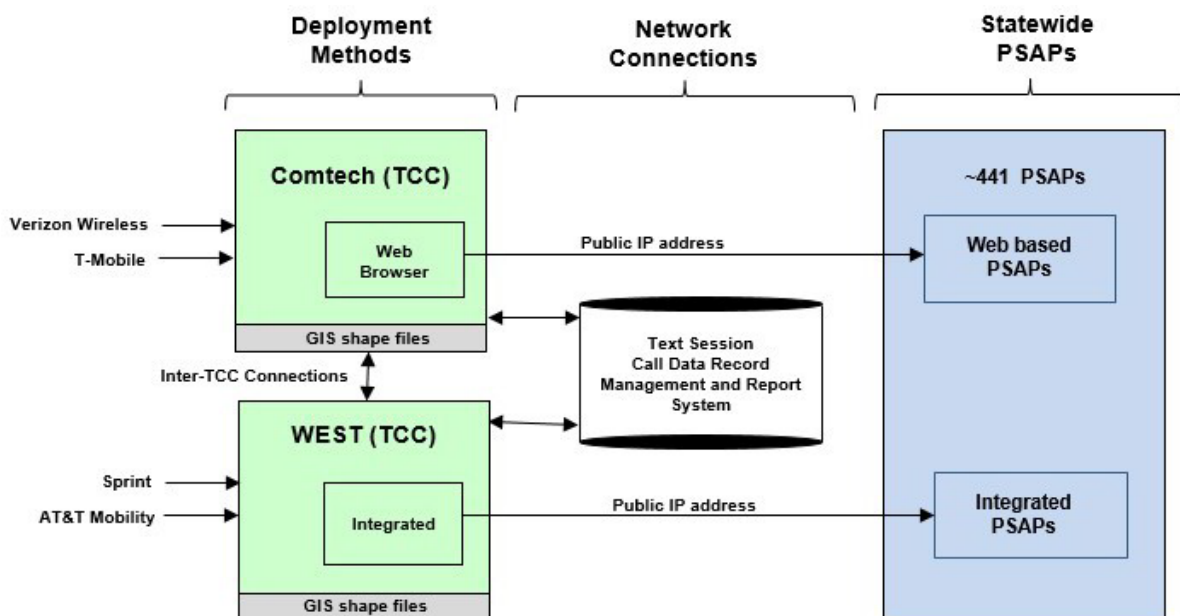 Deployment
Methods
Network
Connections
Statewide
PSAPs
Comtech (TCC)
~441 PSAPs
Verizon Wireless
T-Mobile
Web
Browser
Public IP address
Web based
PSAPs
GIS shape files
Inter-TCC Connections
Text Session
Call Data Record
Management and Report
System
WEST (TCC)
Sprint
AT&T Mobility
Integrated
Public IP address
Integrated
PSAPs
GIS shape files